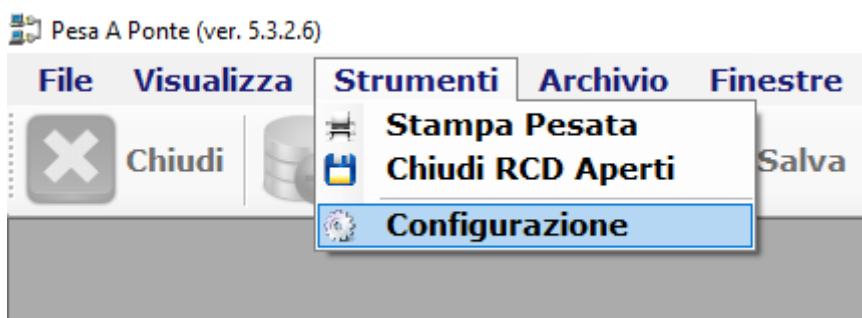 Pesa A Ponte (ver. 5.3.2.6)
File Visualizza Strumenti Archivio Finestre
Chiudi Salva
Stampa Pesata
Chiudi RCD Aperti
Configurazione